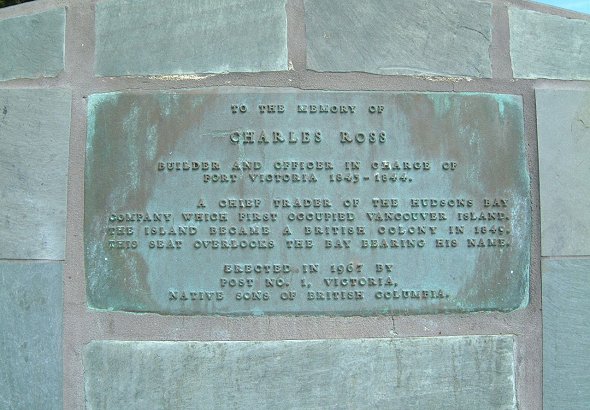 TO THE MEMORY OF
CHARLES ROSS
BUILDER AND OFFICER IN CHARGE OF
FORT VICTORIA 1843-1844.
A CHIEF TRADER OF THE HUDSONS BAY
COMPANY WHICH FIRST OCCUPIED VANCOUVER ISLAND.
THE ISLAND BECAME A BRITISH COLONY IN 1849.
THIS SEAT OVERLOOKS THE BAY BEARING HIS NAME.
ERECTED IN 1967 BY
POST NO. 1, VICTORIA,
NATIVE SONS OF BRITISH COLUMBIA.